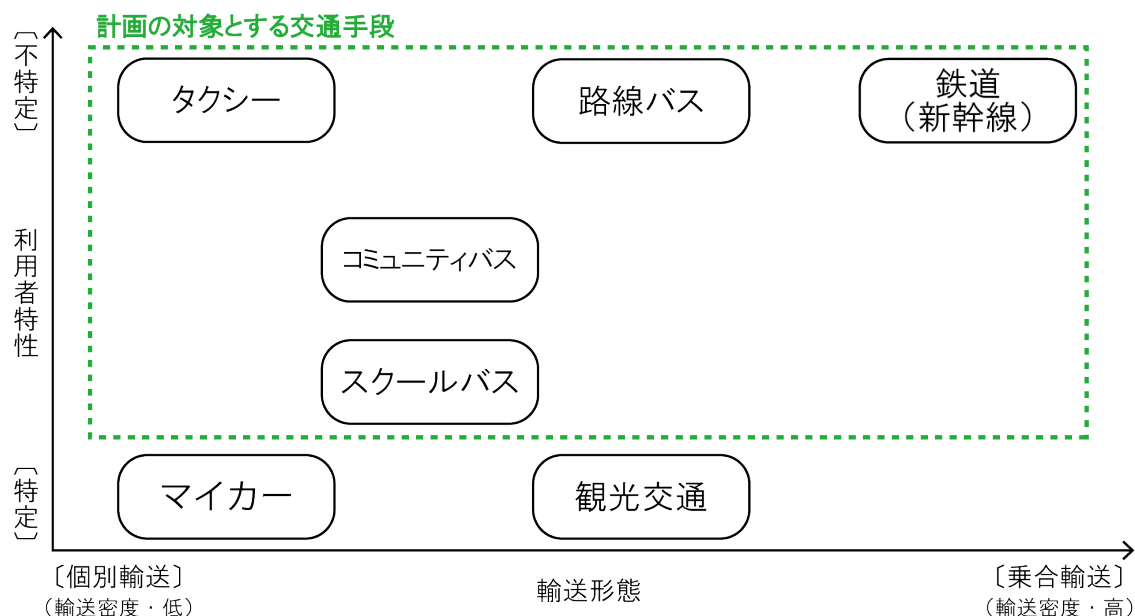 計画の対象とする交通手段
〔不特定〕
タクシー
路線バス
鉄道
（新幹線）
利用者特性
コミュニティバス
スクールバス
〔特定〕
マイカー
観光交通
〔個別輸送〕
（輸送密度・低）
輸送形態
〔乗合輸送〕
（輸送密度・高）